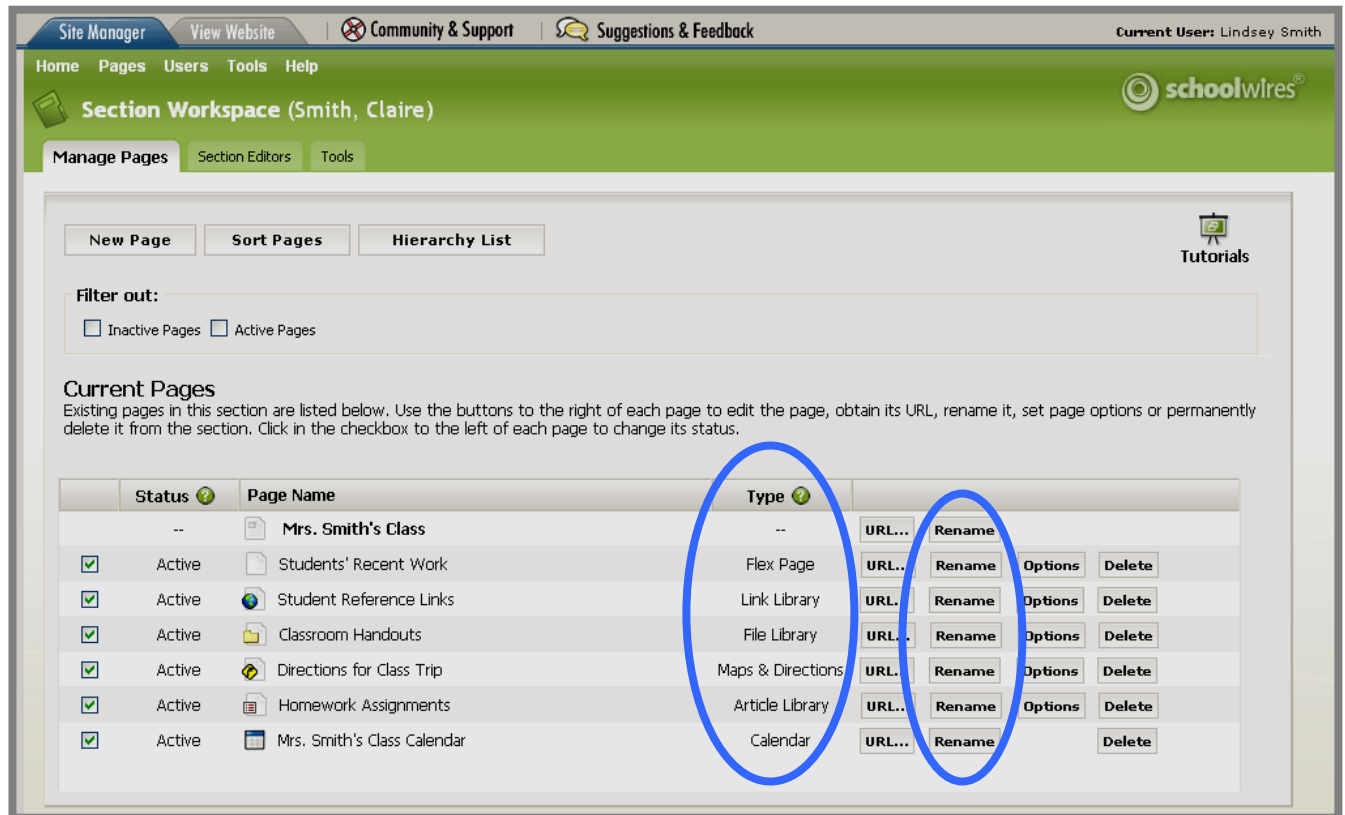 Site Manager View Website | Community & Support | Suggestions & Feedback Current User: Lindsey Smith
Home Pages Users Tools Help
Section Workspace (Smith, Claire)
schoolwires®
Manage Pages Section Editors Tools
New Page Sort Pages Hierarchy List
Tutorials
Filter out:
Inactive Pages Active Pages
Current Pages
Existing pages in this section are listed below. Use the buttons to the right of each page to edit the page, obtain its URL, rename it, set page options or permanently
delete it from the section. Click in the checkbox to the left of each page to change its status.
Status ? Page Name Type ?
-- Mrs. Smith's Class -- URL... Rename
Active Students' Recent Work Flex Page URL... Rename Options Delete
Active Student Reference Links Link Library URL... Rename Options Delete
Active Classroom Handouts File Library URL... Rename Options Delete
Active Directions for Class Trip Maps & Directions URL... Rename Options Delete
Active Homework Assignments Article Library URL... Rename Options Delete
Active Mrs. Smith's Class Calendar Calendar URL... Rename Delete